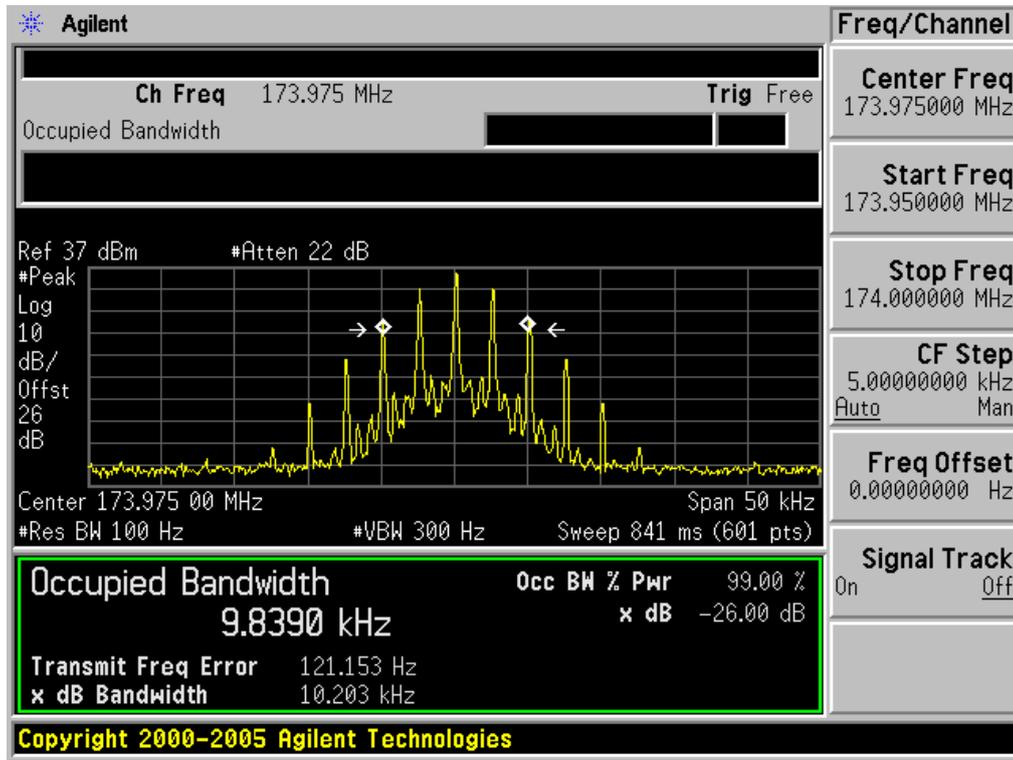 Agilent
Freq/Channel
Ch Freq 173.975 MHz Trig Free
Occupied Bandwidth
Center Freq
173.975000 MHz
Start Freq
173.950000 MHz
Stop Freq
174.000000 MHz
CF Step
5.00000000 kHz
Auto Man
Freq Offset
0.00000000 Hz
Signal Track
On Off
Ref 37 dBm #Atten 22 dB
#Peak
Log
10
dB/
Offst
26
dB
Center 173.975 00 MHz Span 50 kHz
#Res BW 100 Hz #VBW 300 Hz Sweep 841 ms (601 pts)
Occupied Bandwidth
9.8390 kHz
Occ BW % Pwr 99.00 %
x dB -26.00 dB
Transmit Freq Error 121.153 Hz
x dB Bandwidth 10.203 kHz
Copyright 2000-2005 Agilent Technologies